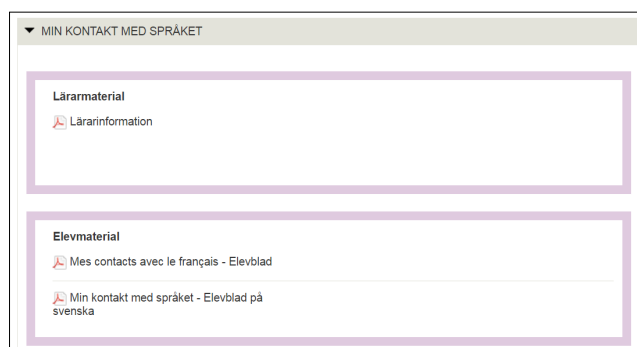 MIN KONTAKT MED SPRÅKET
Lärarmaterial
Lärarinformation
Elevmaterial
Mes contacts avec le français - Elevblad
Min kontakt med språket - Elevblad på
svenska